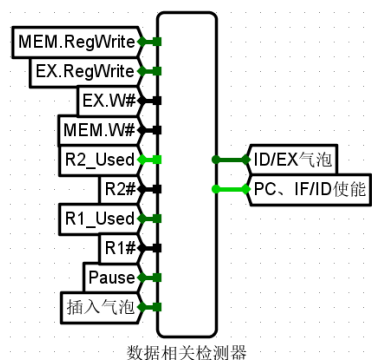 MEM.RegWrite
EX.RegWrite
EX.W#
MEM.W#
R2_Used
R2#
R1_Used
R1#
Pause
插入气泡
ID/EX气泡
PC、IF/ID使能
数据相关检测器